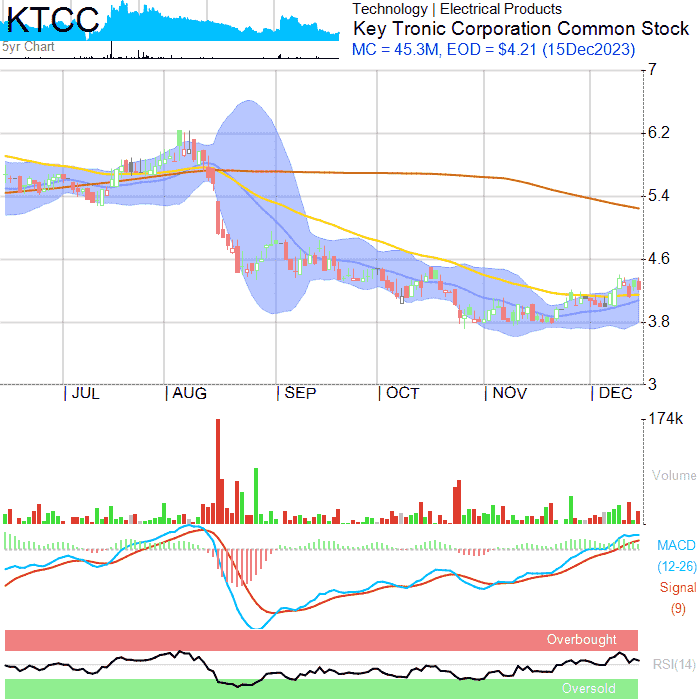 KTCC
5yr Chart
Technology | Electrical Products
Key Tronic Corporation Common Stock
MC = 45.3M, EOD = $4.21 (15Dec2023)
7
6.2
5.4
4.6
3.8
3
| JUL
| AUG
| SEP
| OCT
| NOV
| DEC
174k
Volume
MACD
(12-26)
Signal
(9)
Overbought
RSI(14)
Oversold